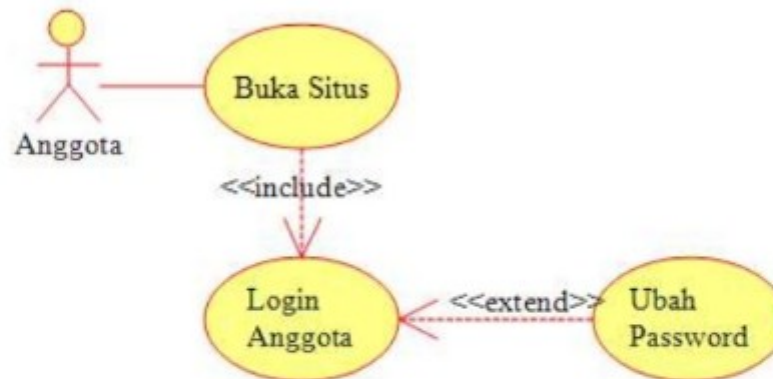 Buka Situs
Anggota
<<include>>
Login
Anggota
<<extend>>
Ubah
Password